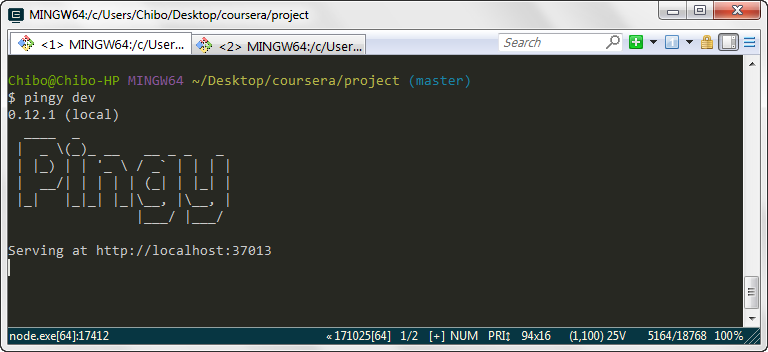 MINGW64:/c/Users/Chibo/Desktop/coursera/project
<1> MINGW64:/c/User... <2> MINGW64:/c/User... Search
Chibo@Chibo-HP MINGW64 ~/Desktop/coursera/project (master)
$ pingy dev
0.12.1 (local)
Pingy
Serving at http://localhost:37013
node.exe[64]:17412 «171025[64] 1/2 [+] NUM PRI↕ 94x16 (1,100) 25V 5164/18768 100%